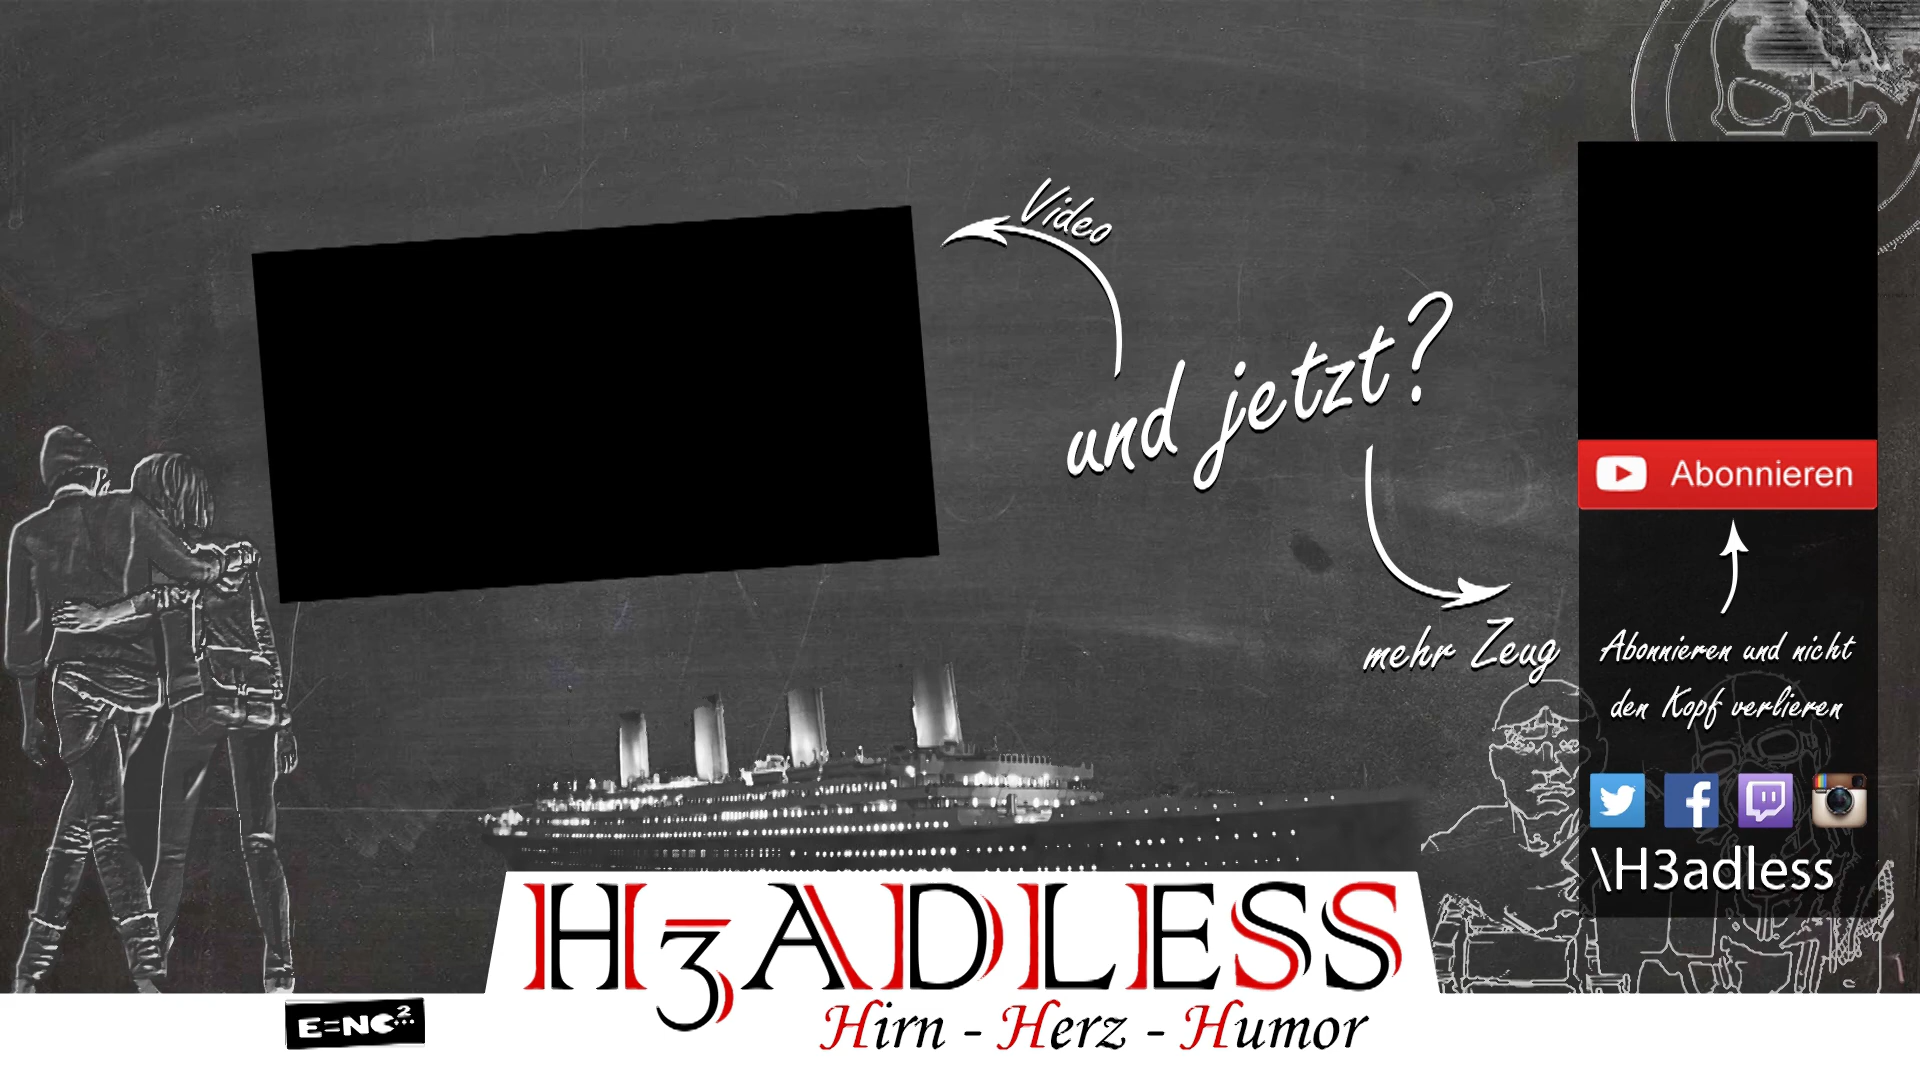 Video
und jetzt?
mehr Zeug
Abonnieren
Abonnieren und nicht
den Kopf verlieren
\H3adless
H3ADLESS
Hirn - Herz - Humor
E=NC²...